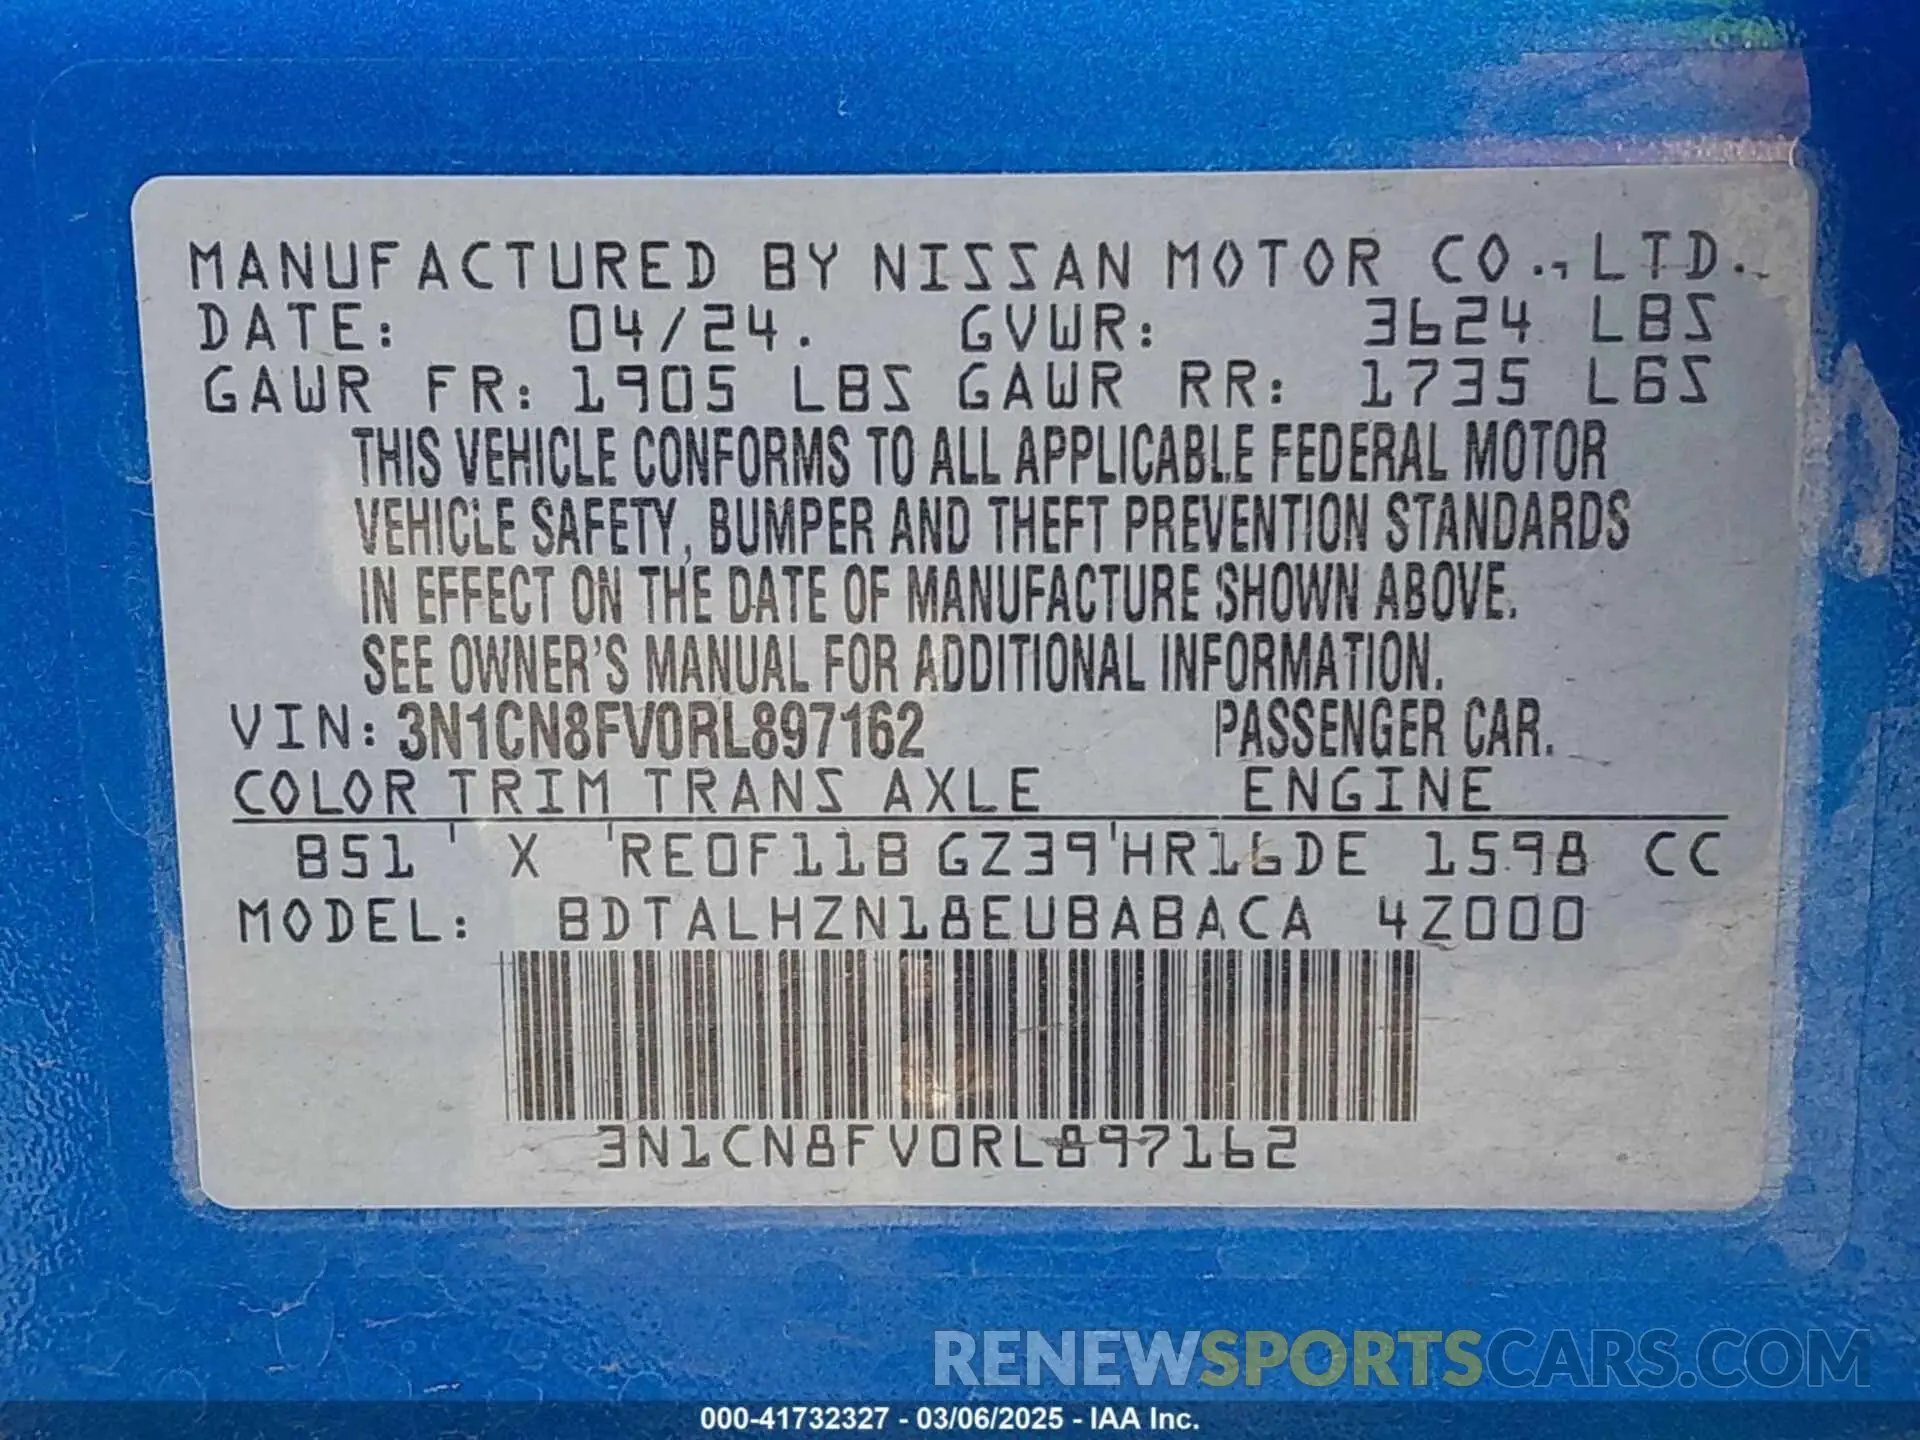 MANUFACTURED BY NISSAN MOTOR CO., LTD.
DATE: 04/24. GVWR: 3624 LBS
GAWR FR: 1905 LBS GAWR RR: 1735 LBS
THIS VEHICLE CONFORMS TO ALL APPLICABLE FEDERAL MOTOR
VEHICLE SAFETY, BUMPER AND THEFT PREVENTION STANDARDS
IN EFFECT ON THE DATE OF MANUFACTURE SHOWN ABOVE.
SEE OWNER'S MANUAL FOR ADDITIONAL INFORMATION.
VIN: 3N1CN8FV0RL897162 PASSENGER CAR.
COLOR TRIM TRANS AXLE ENGINE
B51 ' X 'RE0F11B GZ39'HR16DE 1598 CC
MODEL: BDTALHZN18EUBABACA 4Z000
3N1CN8FV0RL897162
RENEWSPORTSCARS.COM
000-41732327 - 03/06/2025 - IAA Inc.